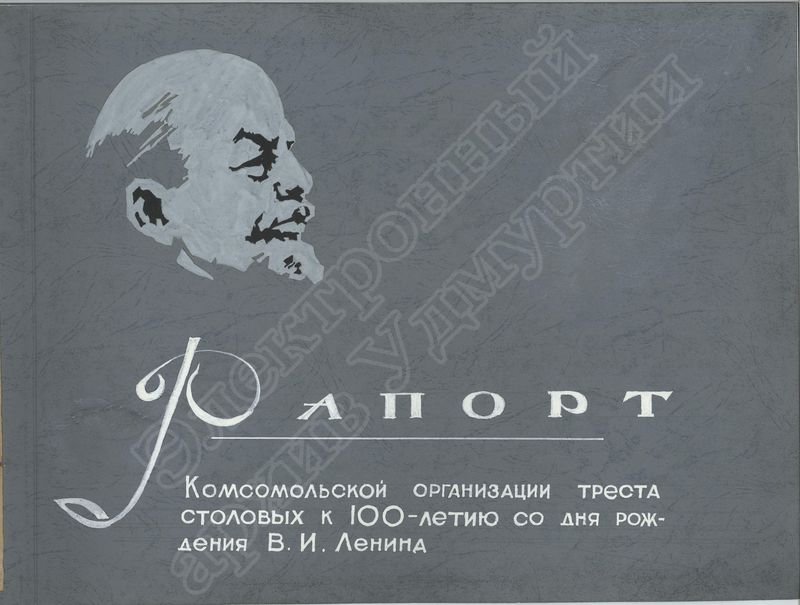 Рапорт
Комсомольской организации треста
столовых к 100-летию со дня рож-
дения В. И. Ленина
Электронный
архив Удмуртии